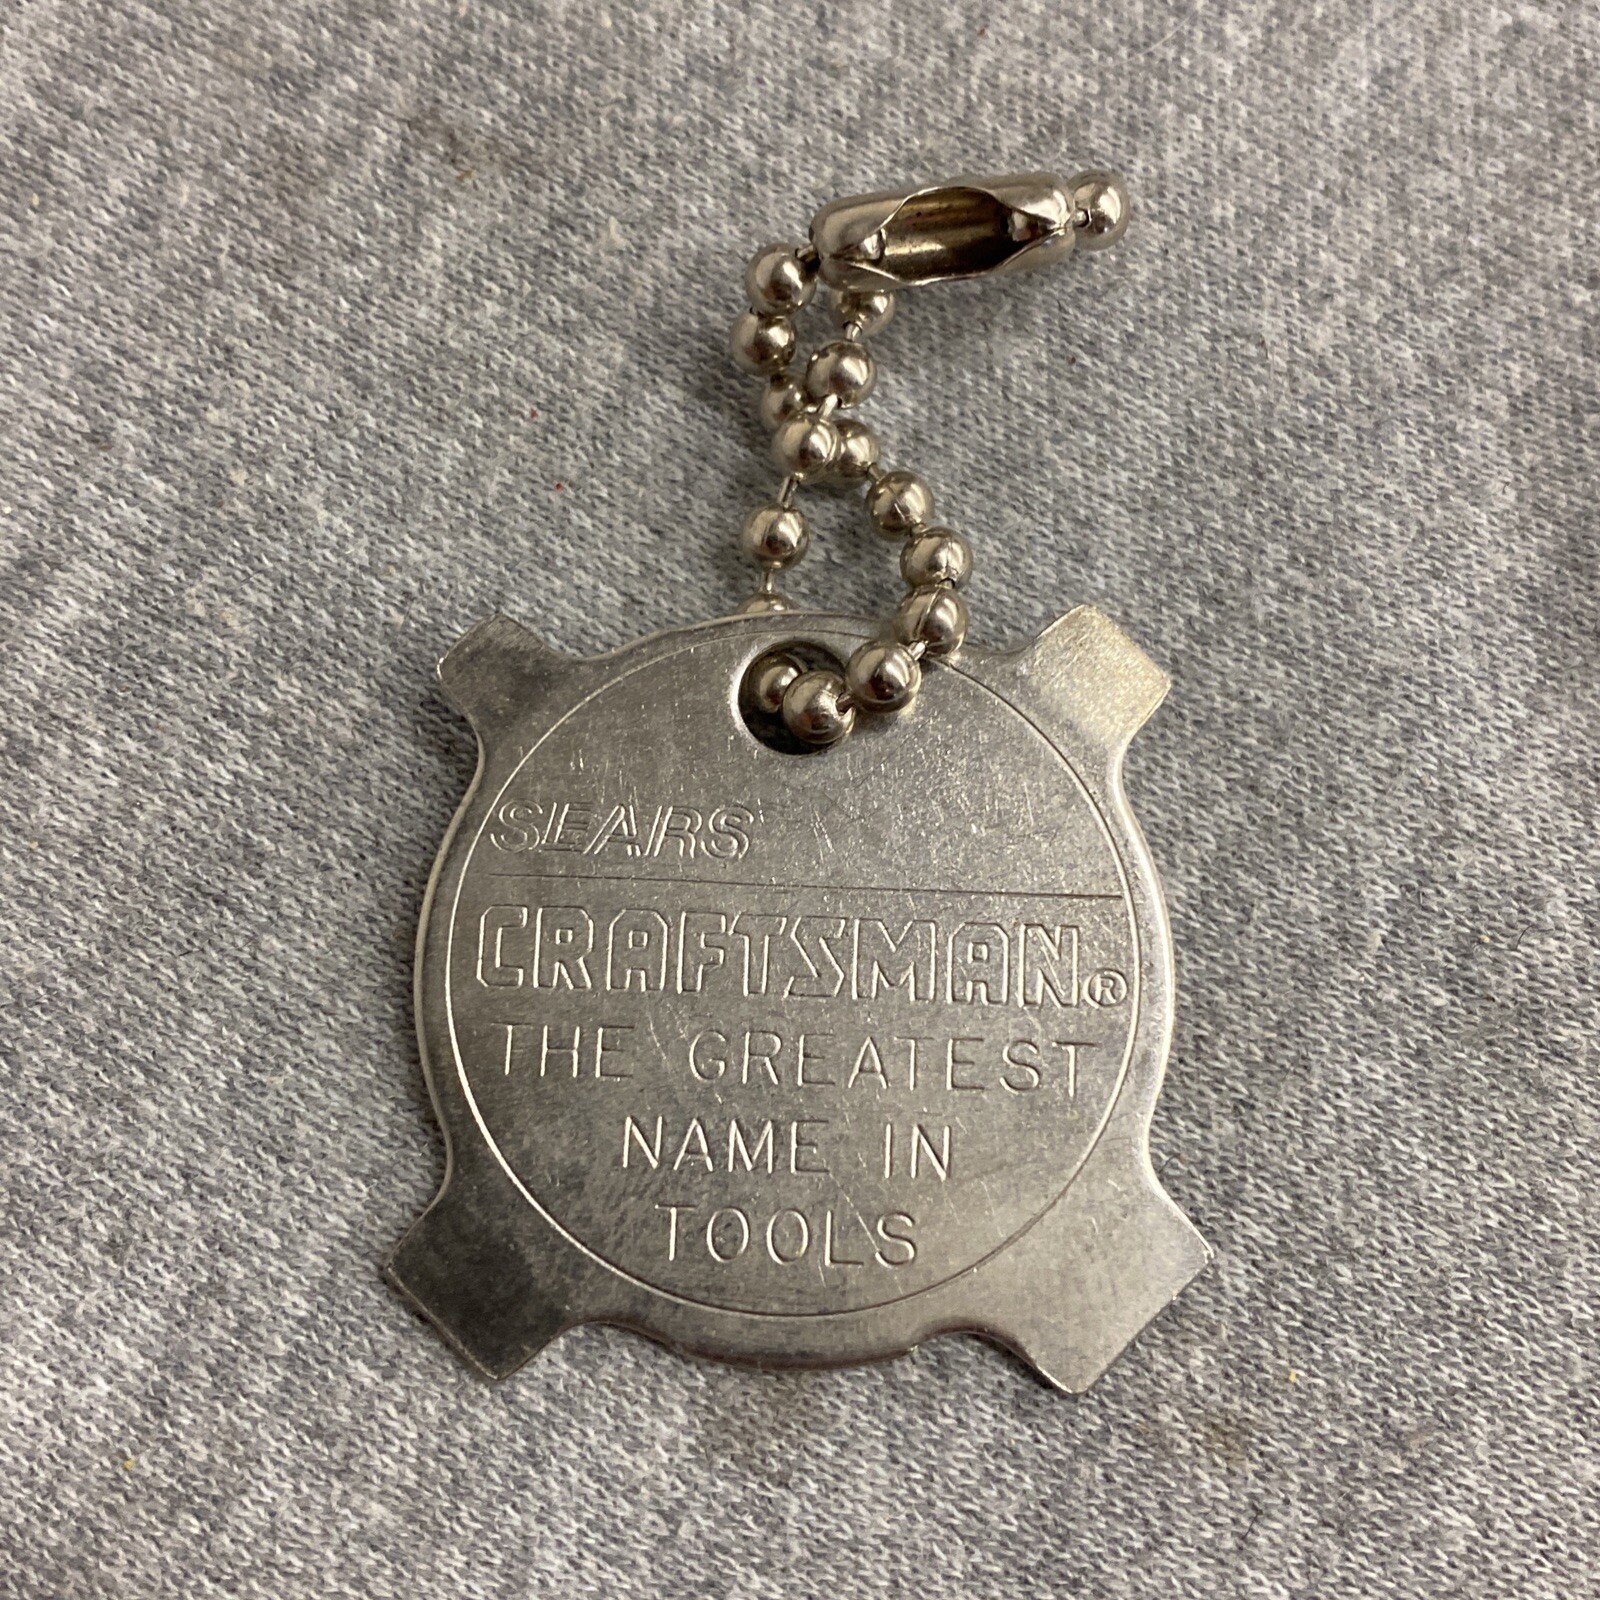 SEARS
CRAFTSMAN®
THE GREATEST
NAME IN
TOOLS